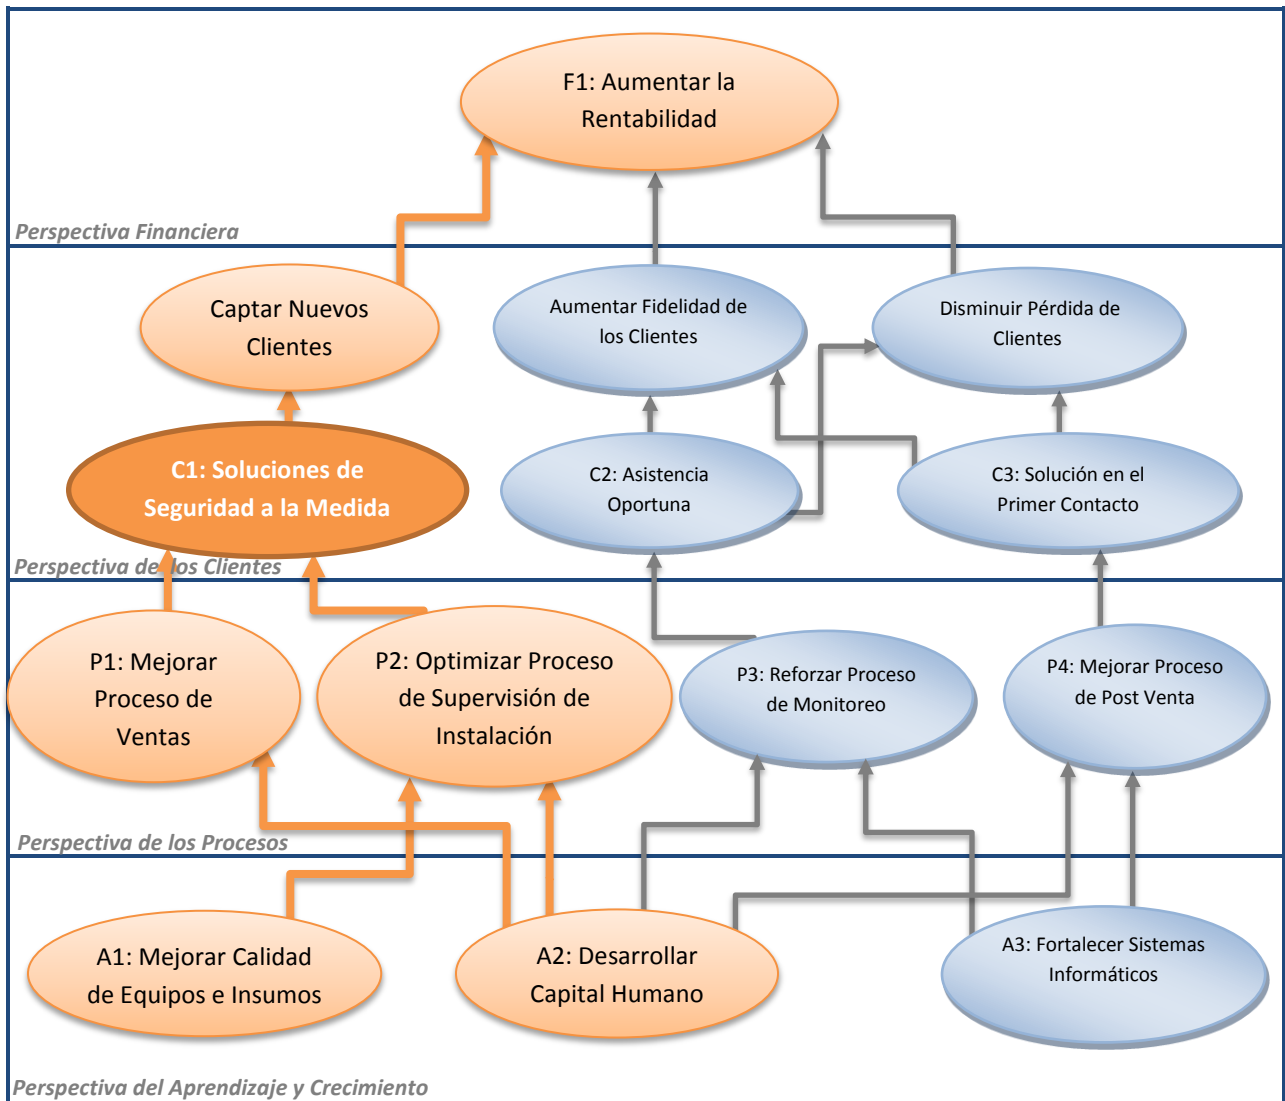 F1: Aumentar la
Rentabilidad
Perspectiva Financiera
Captar Nuevos
Clientes
Aumentar Fidelidad de
los Clientes
Disminuir Pérdida de
Clientes
C1: Soluciones de
Seguridad a la Medida
C2: Asistencia
Oportuna
C3: Solución en el
Primer Contacto
Perspectiva de los Clientes
P1: Mejorar
Proceso de
Ventas
P2: Optimizar Proceso
de Supervisión de
Instalación
P3: Reforzar Proceso
de Monitoreo
P4: Mejorar Proceso
de Post Venta
Perspectiva de los Procesos
A1: Mejorar Calidad
de Equipos e Insumos
A2: Desarrollar
Capital Humano
A3: Fortalecer Sistemas
Informáticos
Perspectiva del Aprendizaje y Crecimiento